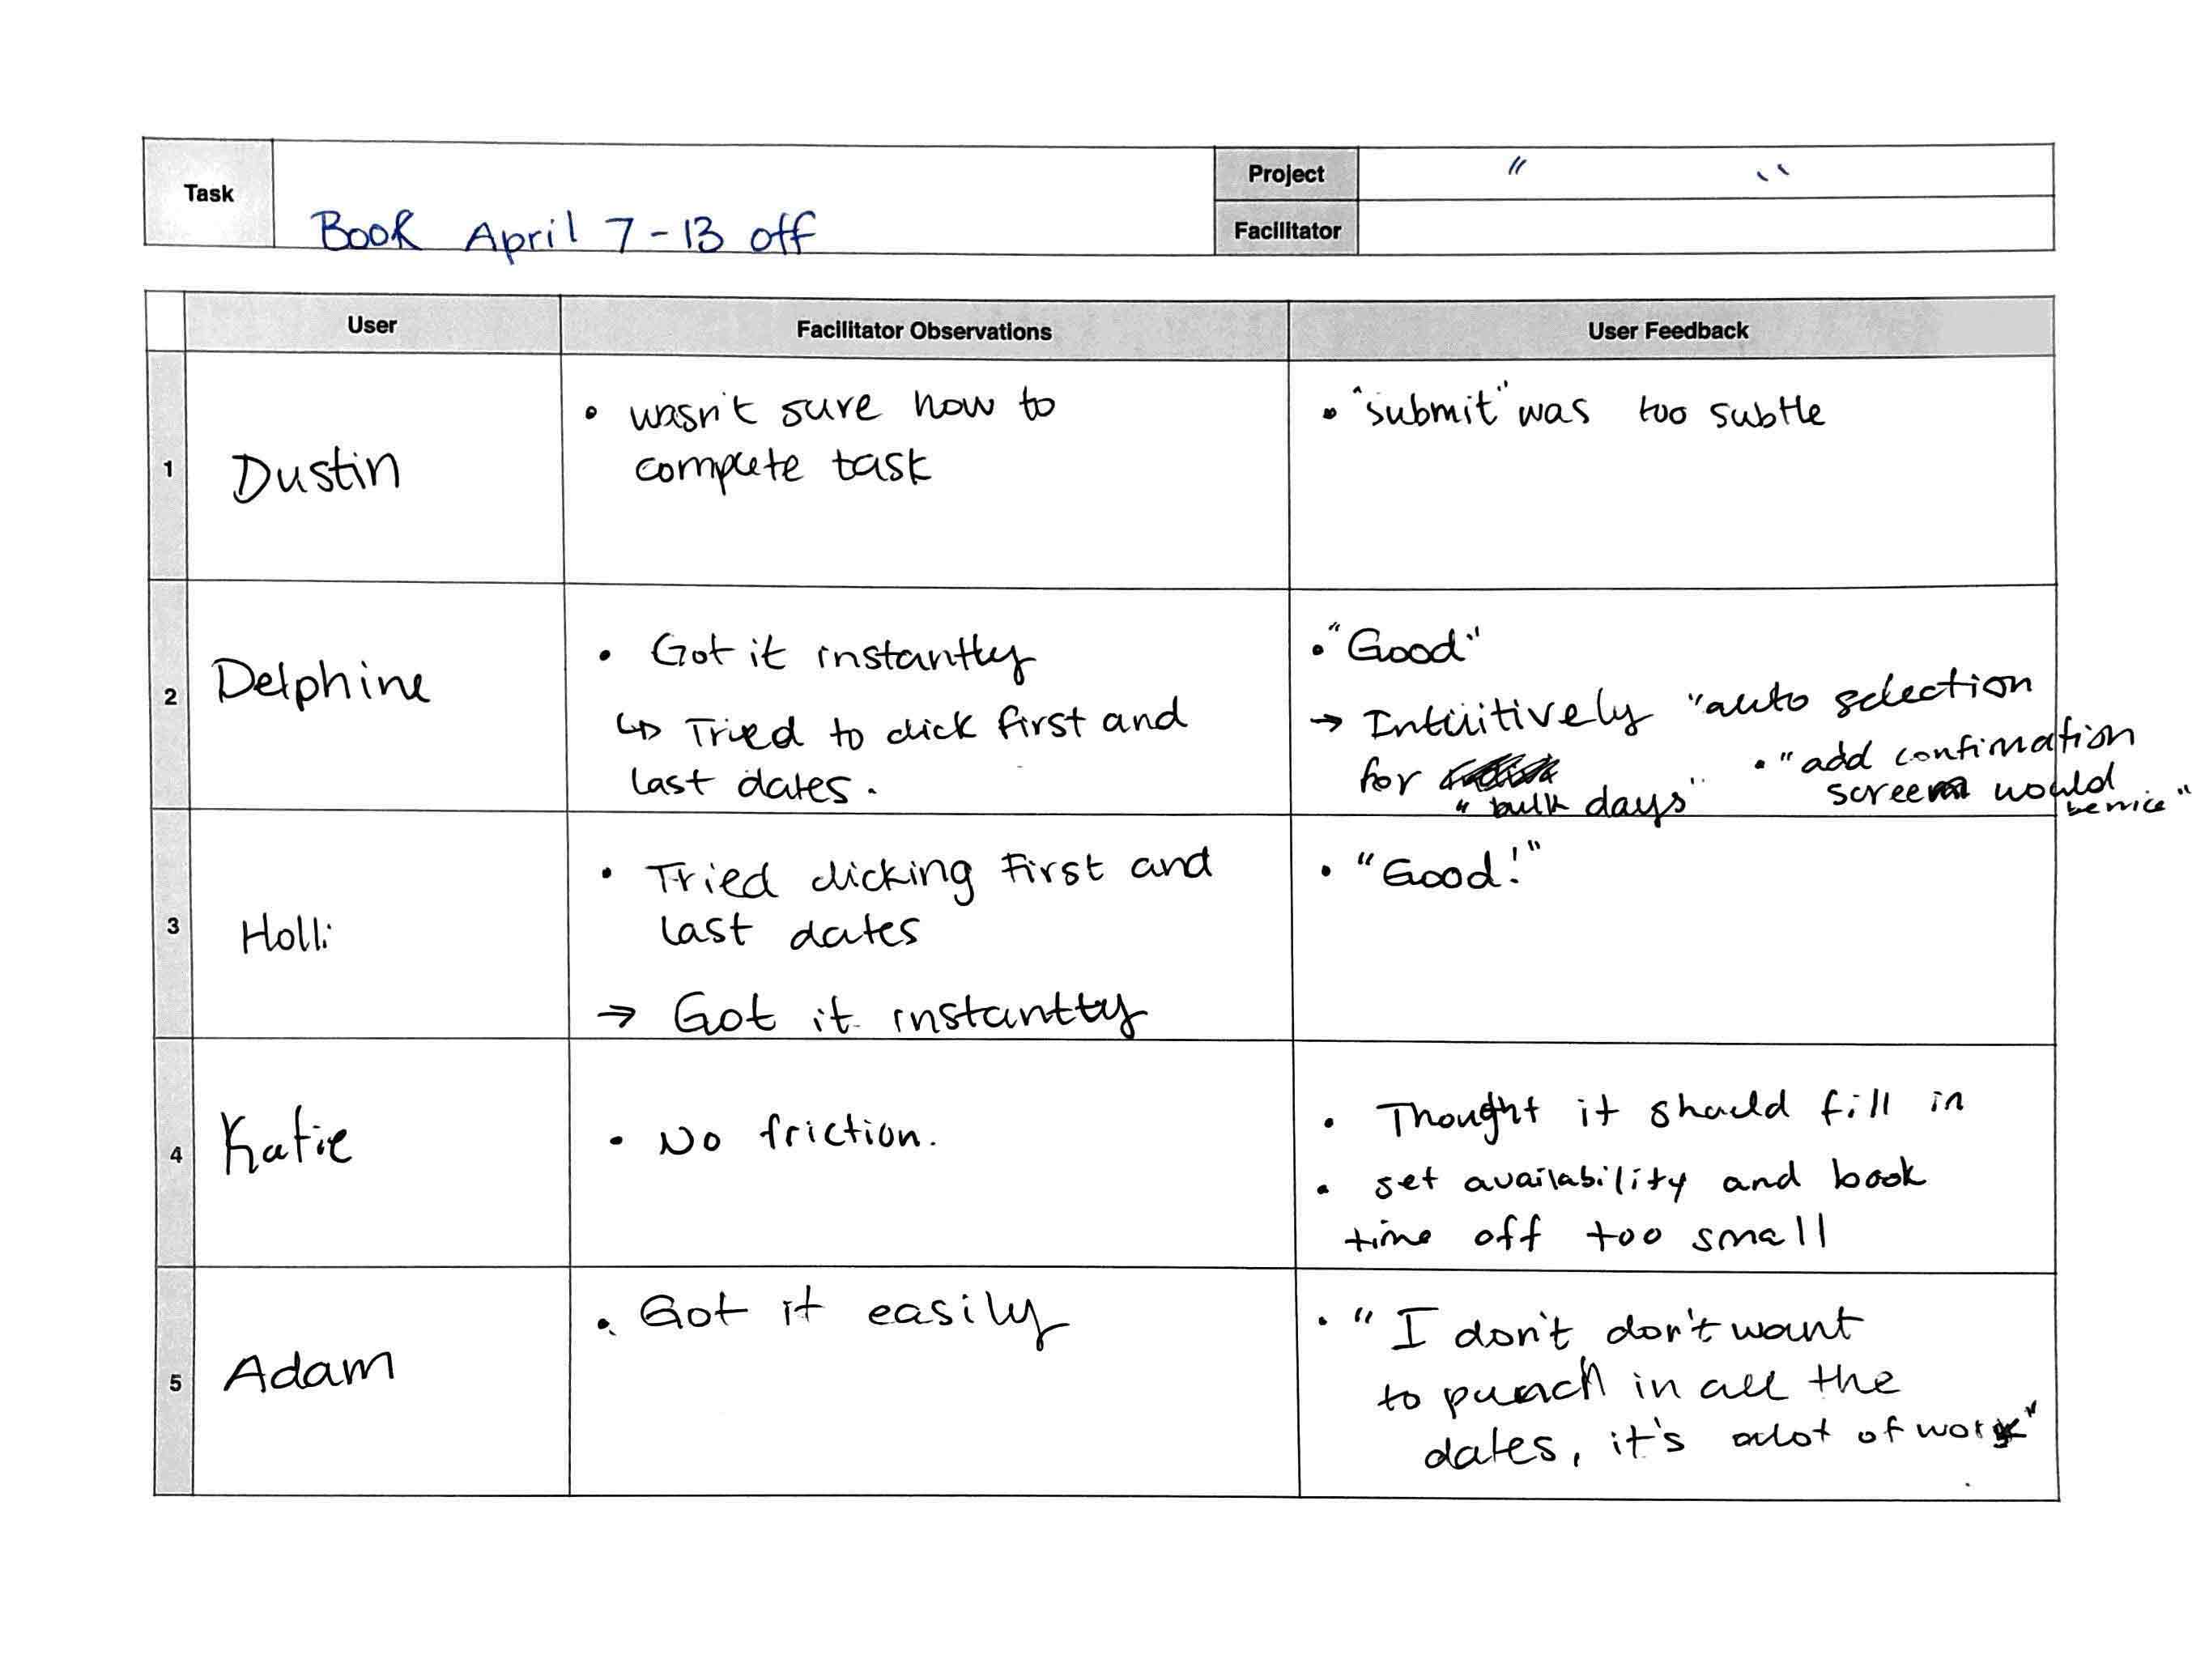 Task
Book April 7-13 off
Project
" "
Facilitator
User
Facilitator Observations
User Feedback
1
Dustin
• wasn't sure how to
complete task
• "submit" was too subtle
2
Delphine
• Got it instantly
↳ Tried to click first and
last dates.
• "Good"
→ Intuitively "auto selection
for
"bulk days"
• "add confirmation
screen would
be nice"
3
Holli
• Tried clicking first and
last dates
→ Got it instantly
• "Good!"
4
Katie
• No friction.
• Thought it should fill in
• set availability and book
time off too small
5
Adam
• Got it easily
• "I don't don't want
to punch in all the
dates, it's alot of work"